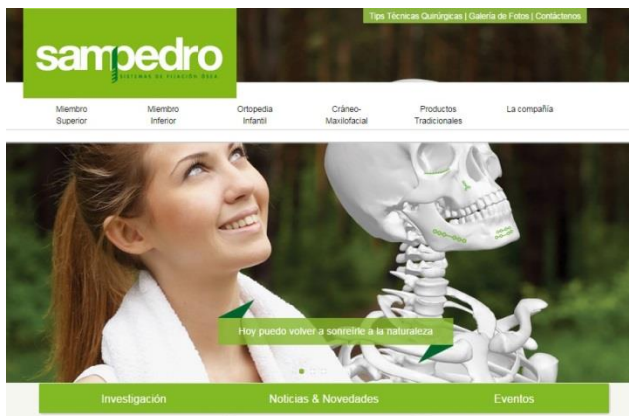 Tips Técnicas Quirúrgicas | Galería de Fotos | Contáctenos
sampedro
SISTEMAS DE FIJACIÓN ÓSEA
Miembro
Superior
Miembro
Inferior
Ortopedia
Infantil
Cráneo-
Maxilofacial
Productos
Tradicionales
La compañía
Hoy puedo volver a sonreirle a la naturaleza
Investigación
Noticias & Novedades
Eventos